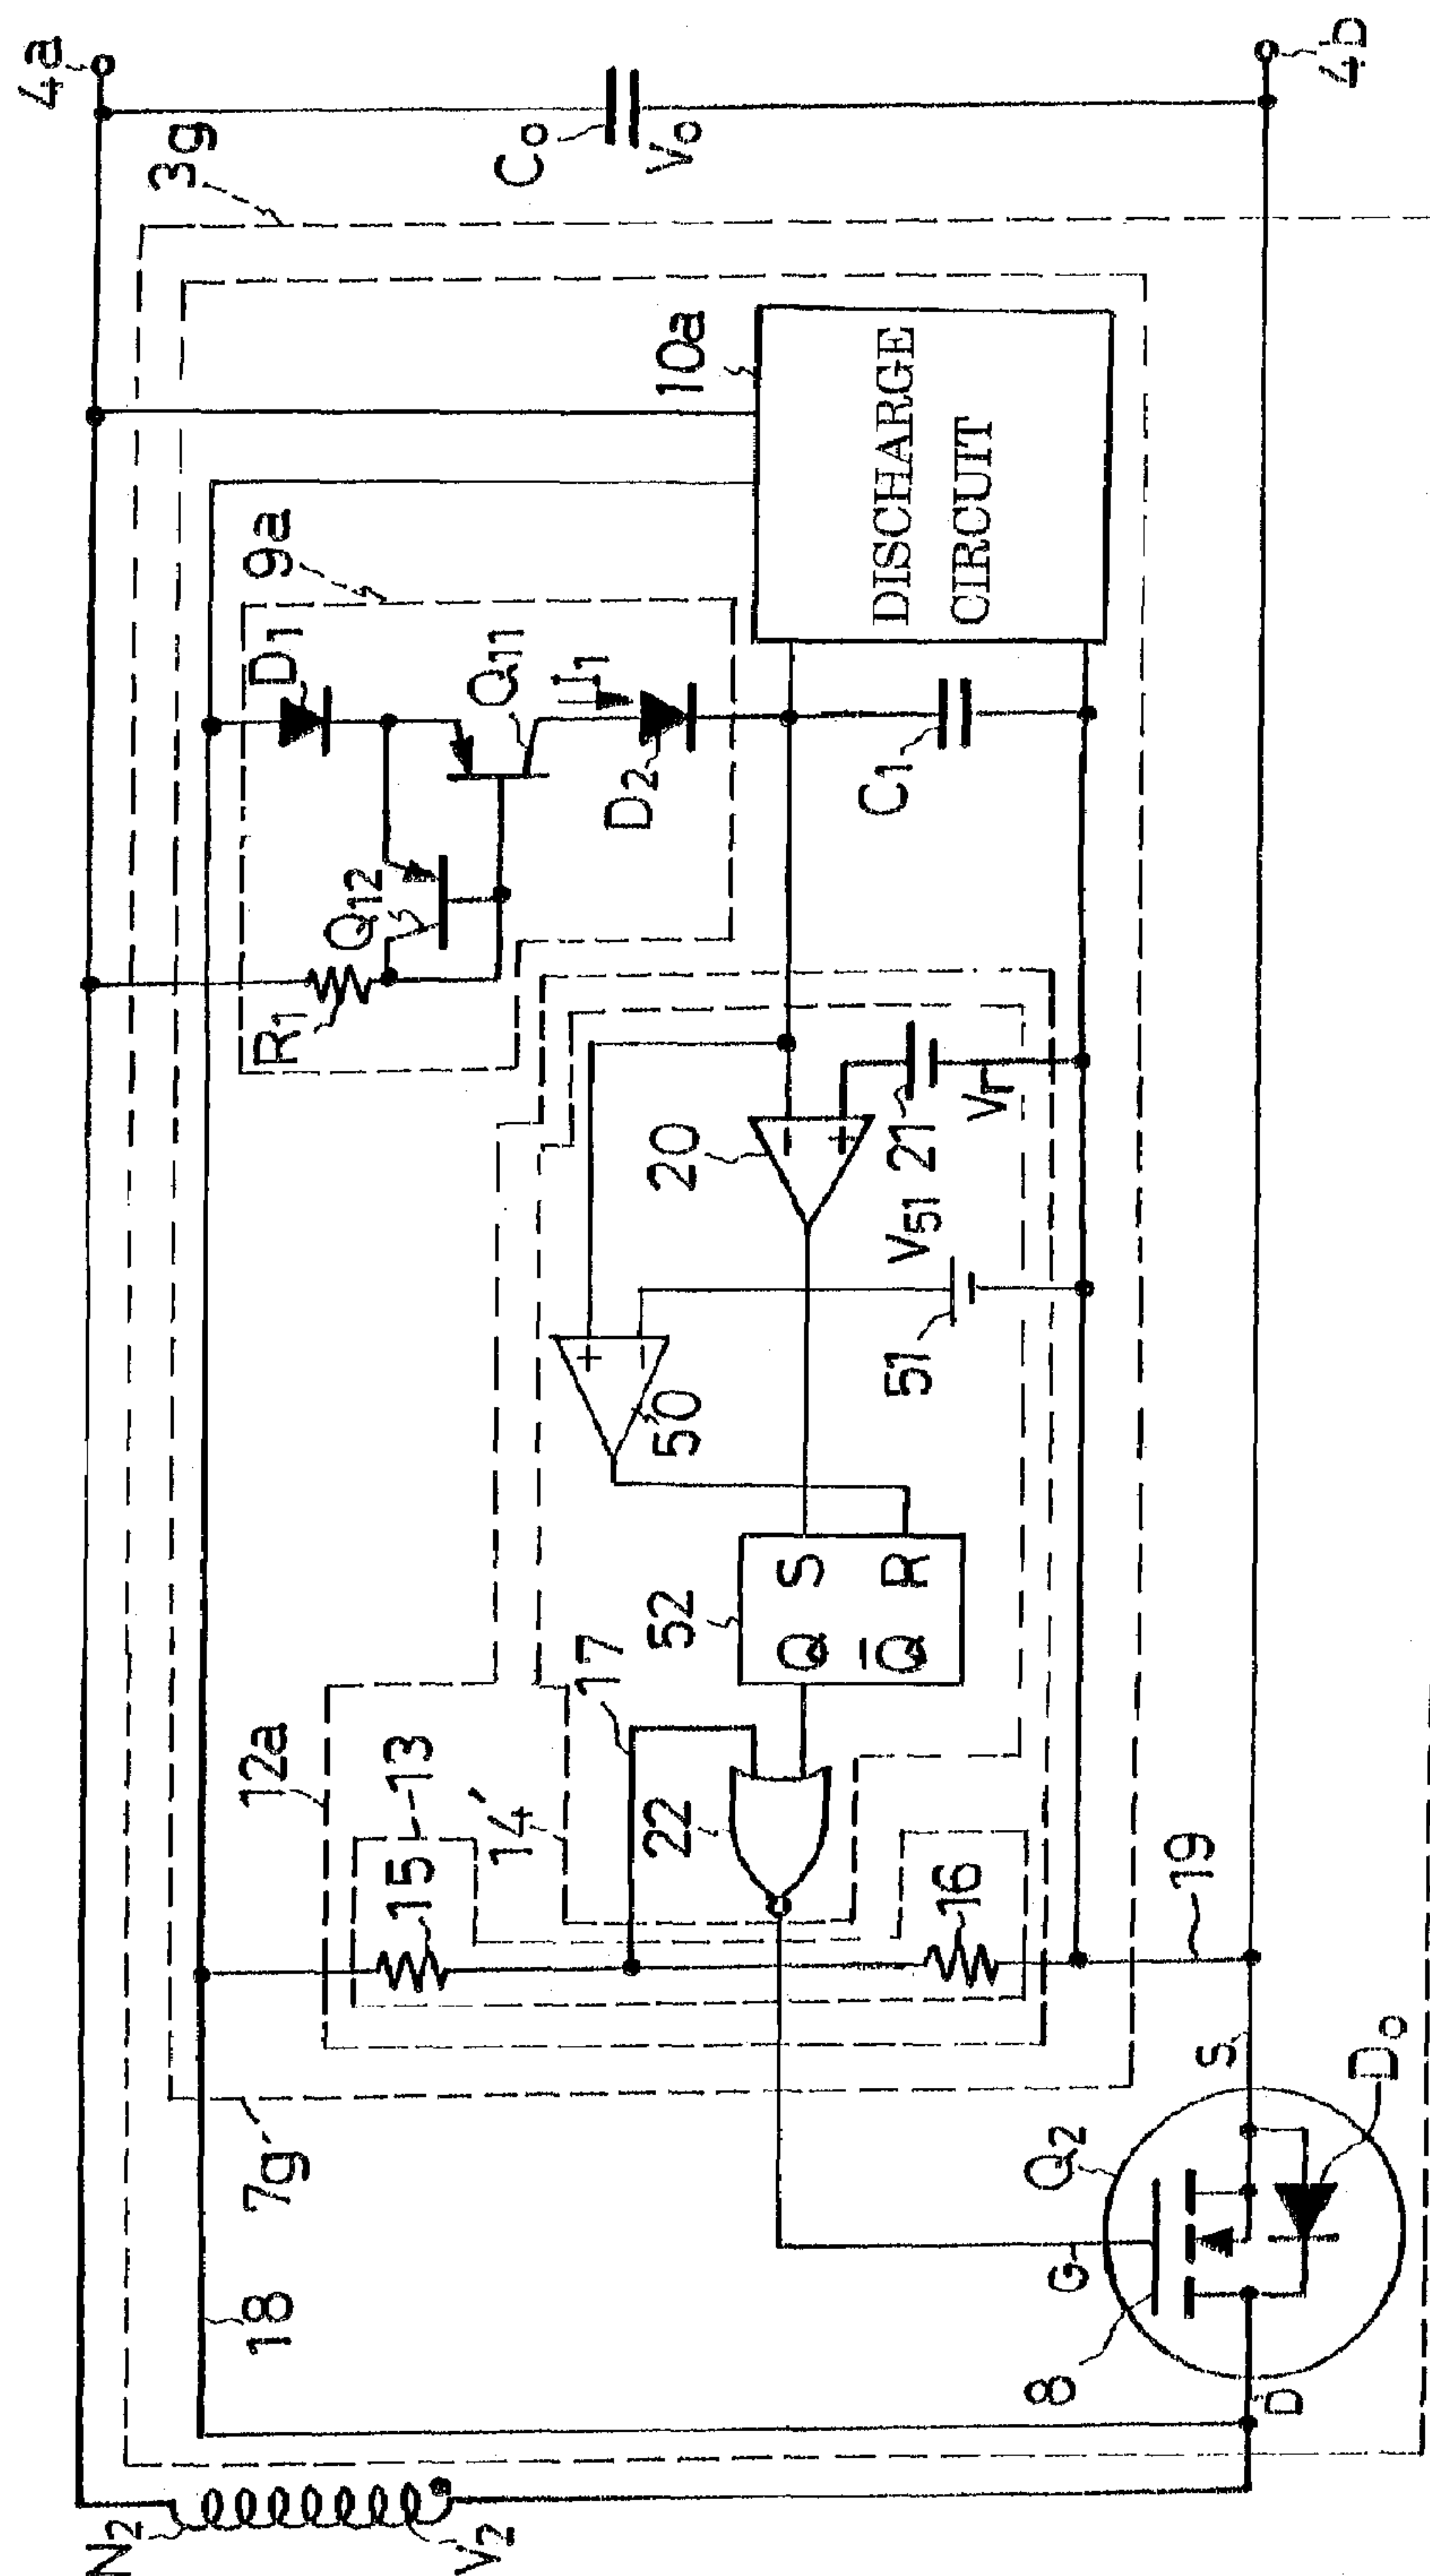 N2
V2
18
7g'
12a
13
15
14'
17
22
16
19
52
Q S
Q̅ R
50
51
V51
20
-
+
+
-
21
Vr
R1
Q12
9a
D1
Q11
I1
D2
C1
10a
DISCHARGE
CIRCUIT
3g
4a
Co
Vo
4b
8
G
D
Q2
S
Do